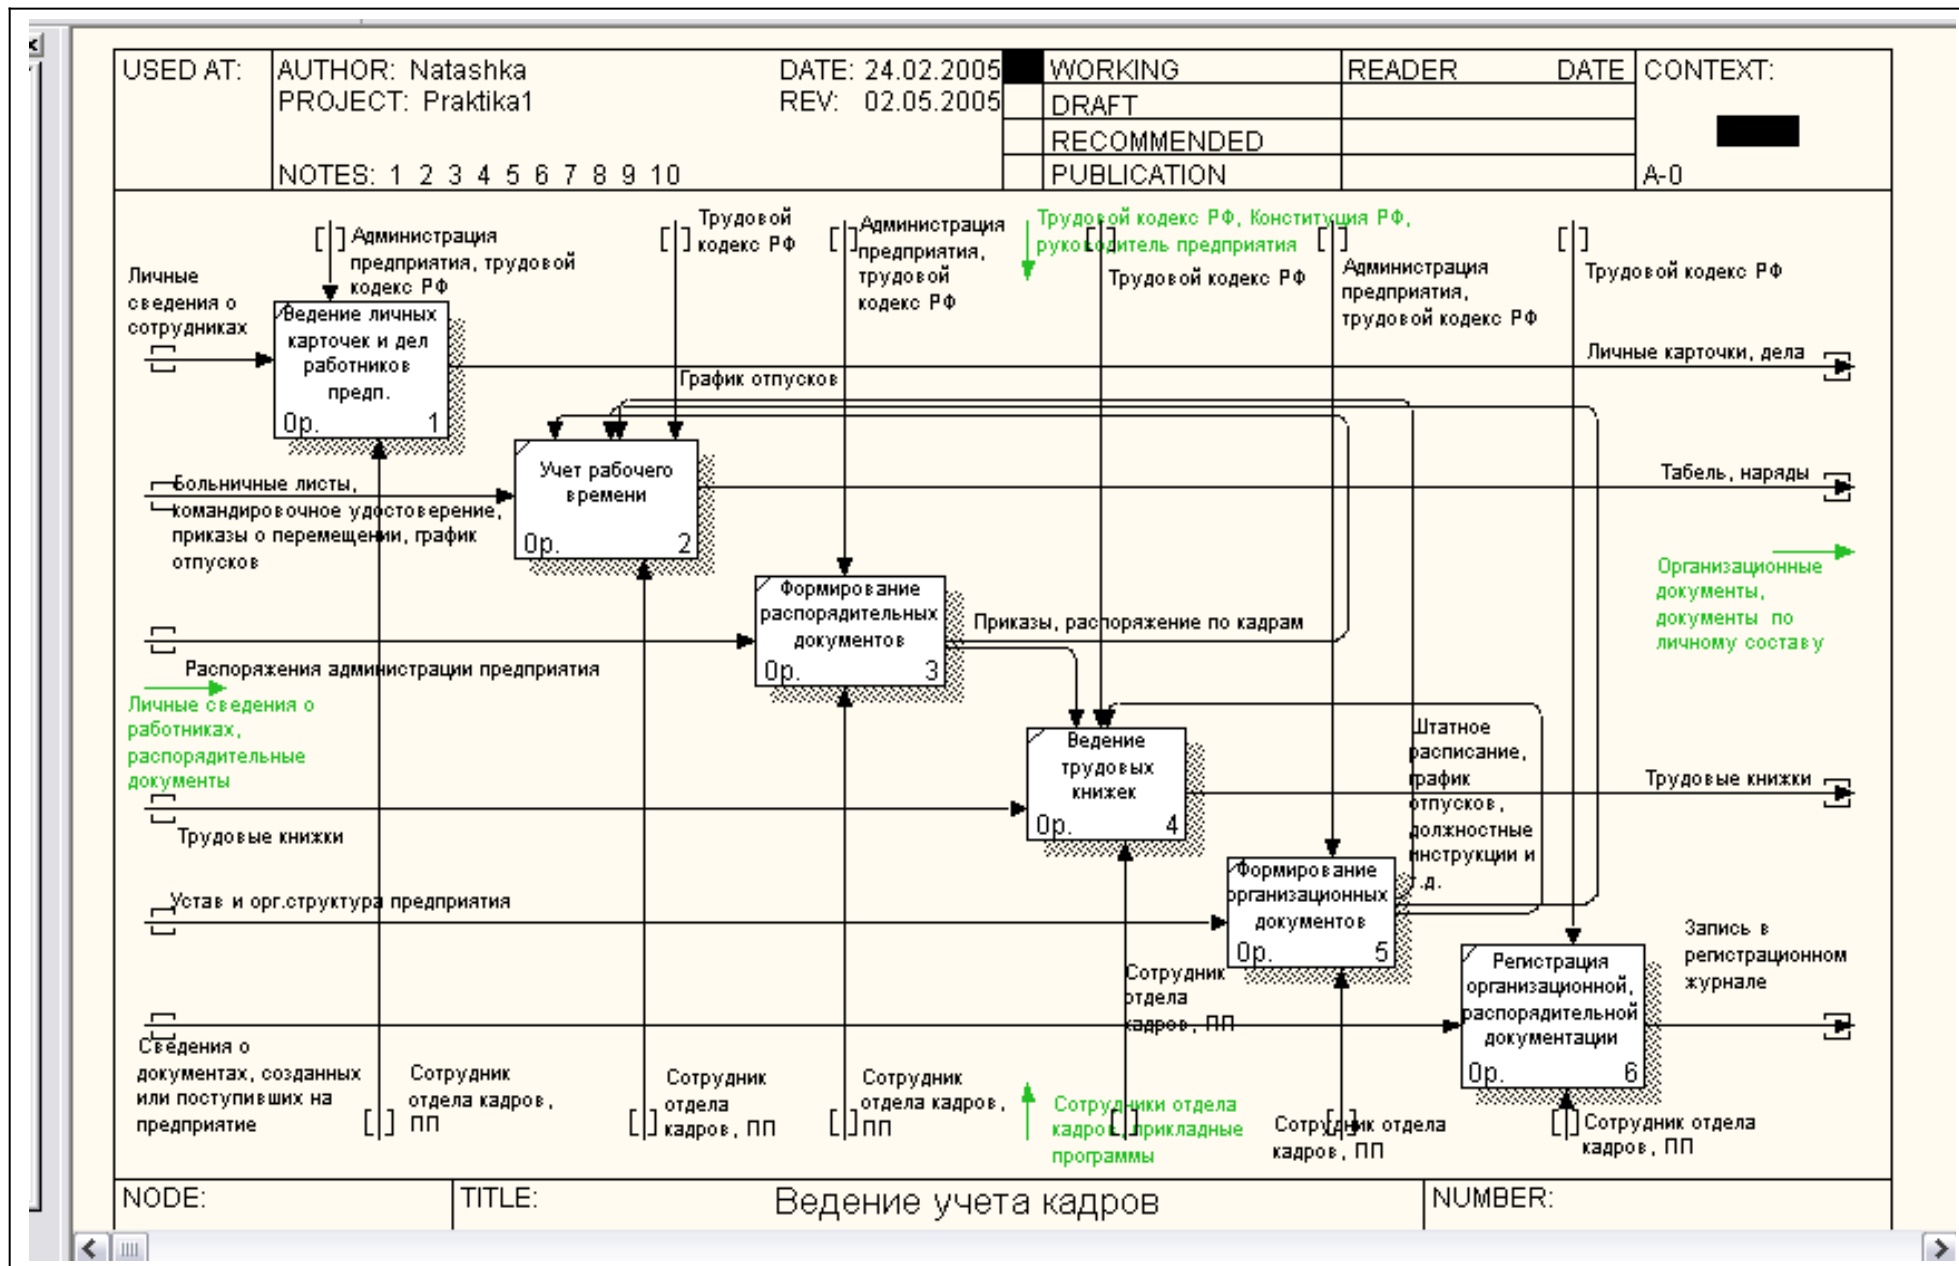 USED AT:
AUTHOR: Natashka
DATE: 24.02.2005
PROJECT: Praktika1
REV: 02.05.2005
NOTES: 1 2 3 4 5 6 7 8 9 10
WORKING
DRAFT
RECOMMENDED
PUBLICATION
READER
DATE
CONTEXT:
A-0
Администрация
предприятия, трудовой
кодекс РФ
Трудовой
кодекс РФ
Администрация
предприятия,
трудовой
кодекс РФ
Трудовой кодекс РФ, Конституция РФ,
руководитель предприятия
Трудовой кодекс РФ
Администрация
предприятия,
трудовой кодекс РФ
Трудовой кодекс РФ
Личные
сведения о
сотрудниках
Ведение личных
карточек и дел
работников
предп.
0р. 1
Личные карточки, дела
График отпусков
Больничные листы,
командировочное удостоверение,
приказы о перемещении, график
отпусков
Учет рабочего
времени
0р. 2
Табель, наряды
Организационные
документы,
документы по
личному составу
Формирование
распорядительных
документов
0р. 3
Приказы, распоряжение по кадрам
Распоряжения администрации предприятия
Личные сведения о
работниках,
распорядительные
документы
Ведение
трудовых
книжек
0р. 4
Штатное
расписание,
график
отпусков,
должностные
инструкции и
т.д.
Трудовые книжки
Трудовые книжки
Формирование
организационных
документов
0р. 5
Устав и орг.структура предприятия
Запись в
регистрационном
журнале
Регистрация
организационной,
распорядительной
документации
0р. 6
Сведения о
документах, созданных
или поступивших на
предприятие
Сотрудник
отдела кадров,
ПП
Сотрудник
отдела
кадров, ПП
Сотрудник
отдела кадров,
ПП
Сотрудники отдела
кадров, прикладные
программы
Сотрудник
отдела
кадров, ПП
Сотрудник отдела
кадров, ПП
Сотрудник отдела
кадров, ПП
NODE:
TITLE:
Ведение учета кадров
NUMBER: